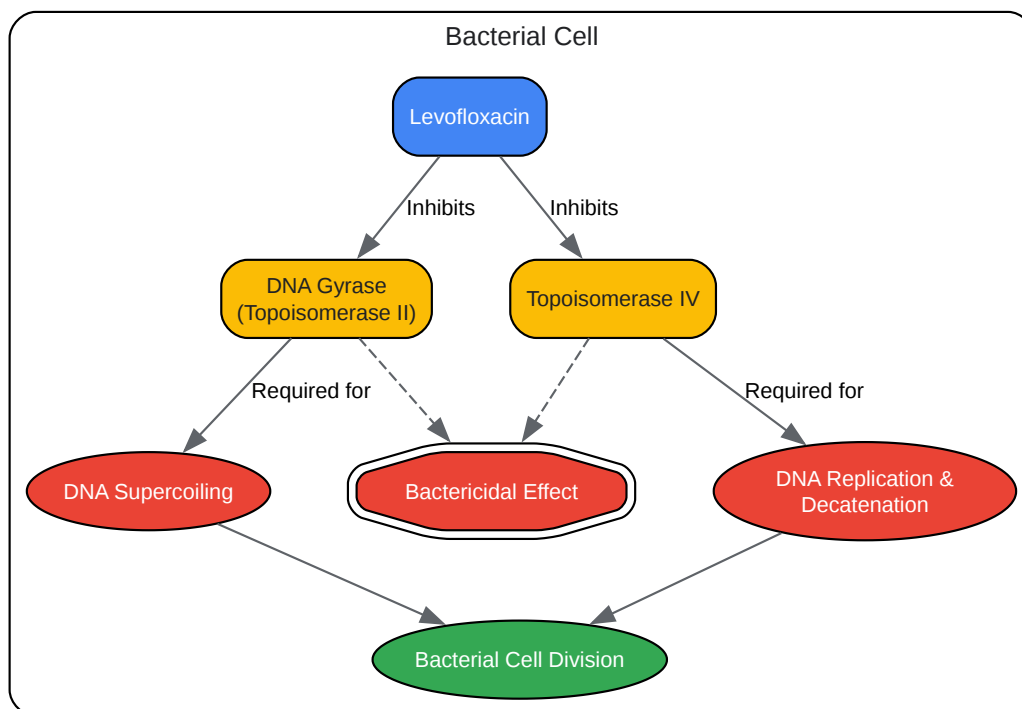 Bacterial Cell
Levofloxacin
Inhibits
Inhibits
DNA Gyrase
(Topoisomerase II)
Topoisomerase IV
Required for
Required for
DNA Supercoiling
Bactericidal Effect
DNA Replication &
Decatenation
Bacterial Cell Division